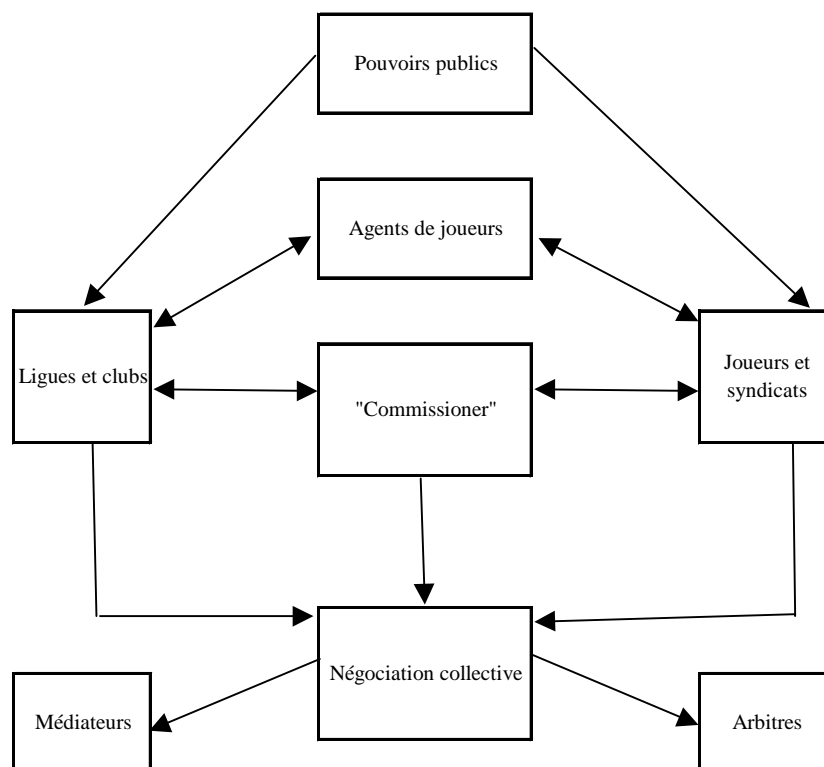 Pouvoirs publics
Agents de joueurs
Ligues et clubs
"Commissioner"
Joueurs et
syndicats
Négociation collective
Médiateurs
Arbitres